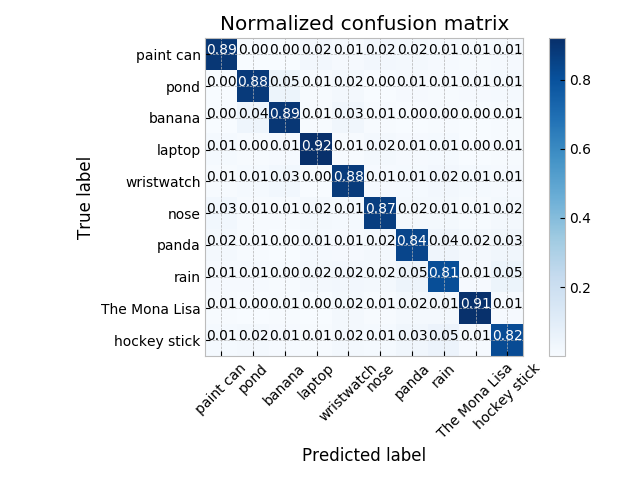 Normalized confusion matrix
paint can 0.89 0.00 0.00 0.02 0.01 0.02 0.02 0.01 0.01 0.01
pond 0.00 0.88 0.05 0.01 0.02 0.00 0.01 0.01 0.01 0.01
banana 0.00 0.04 0.89 0.01 0.03 0.01 0.00 0.00 0.00 0.01
laptop 0.01 0.00 0.01 0.92 0.01 0.02 0.01 0.01 0.00 0.01
wristwatch 0.01 0.01 0.03 0.00 0.88 0.01 0.01 0.02 0.01 0.01
nose 0.03 0.01 0.01 0.02 0.01 0.87 0.02 0.01 0.01 0.02
panda 0.02 0.01 0.00 0.01 0.01 0.02 0.84 0.04 0.02 0.03
rain 0.01 0.01 0.00 0.02 0.02 0.02 0.05 0.81 0.01 0.05
The Mona Lisa 0.01 0.00 0.01 0.00 0.02 0.01 0.02 0.01 0.91 0.01
hockey stick 0.01 0.02 0.01 0.01 0.02 0.01 0.03 0.05 0.01 0.82
True label
paint can pond banana laptop wristwatch nose panda rain The Mona Lisa hockey stick
Predicted label
0.8
0.6
0.4
0.2